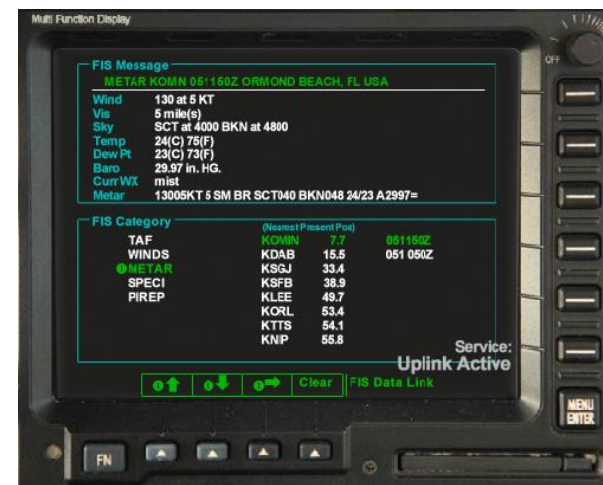 Multi Function Display
OFF
FIS Message
METAR KOMN 051150Z ORMOND BEACH, FL USA
Wind 130 at 5 KT
Vis 5 mile(s)
Sky SCT at 4000 BKN at 4800
Temp 24(C) 75(F)
Dew Pt 23(C) 73(F)
Baro 29.97 in. HG.
Curr WX mist
Metar 13005KT 5 SM BR SCT040 BKN048 24/23 A2997=
FIS Category (Nearest Present Pos)
TAF KOMIN 7.7 051150Z
WINDS KDAB 15.5 051 050Z
METAR KSGJ 33.4
SPECI KSFB 38.9
PIREP KLEE 49.7
KORL 53.4
KTTS 54.1
KNIP 55.8
Service:
Uplink Active
Clear FIS Data Link
MENU
ENTER
FN